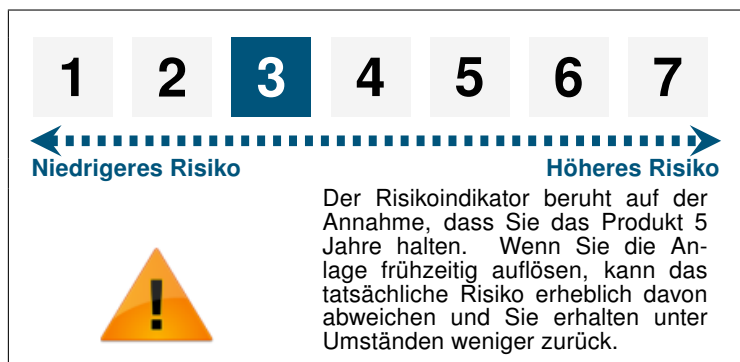 1 2 3 4 5 6 7
Niedrigeres Risiko Höheres Risiko
Der Risikoindikator beruht auf der
Annahme, dass Sie das Produkt 5
Jahre halten. Wenn Sie die An-
lage frühzeitig auflösen, kann das
tatsächliche Risiko erheblich davon
abweichen und Sie erhalten unter
Umständen weniger zurück.
!